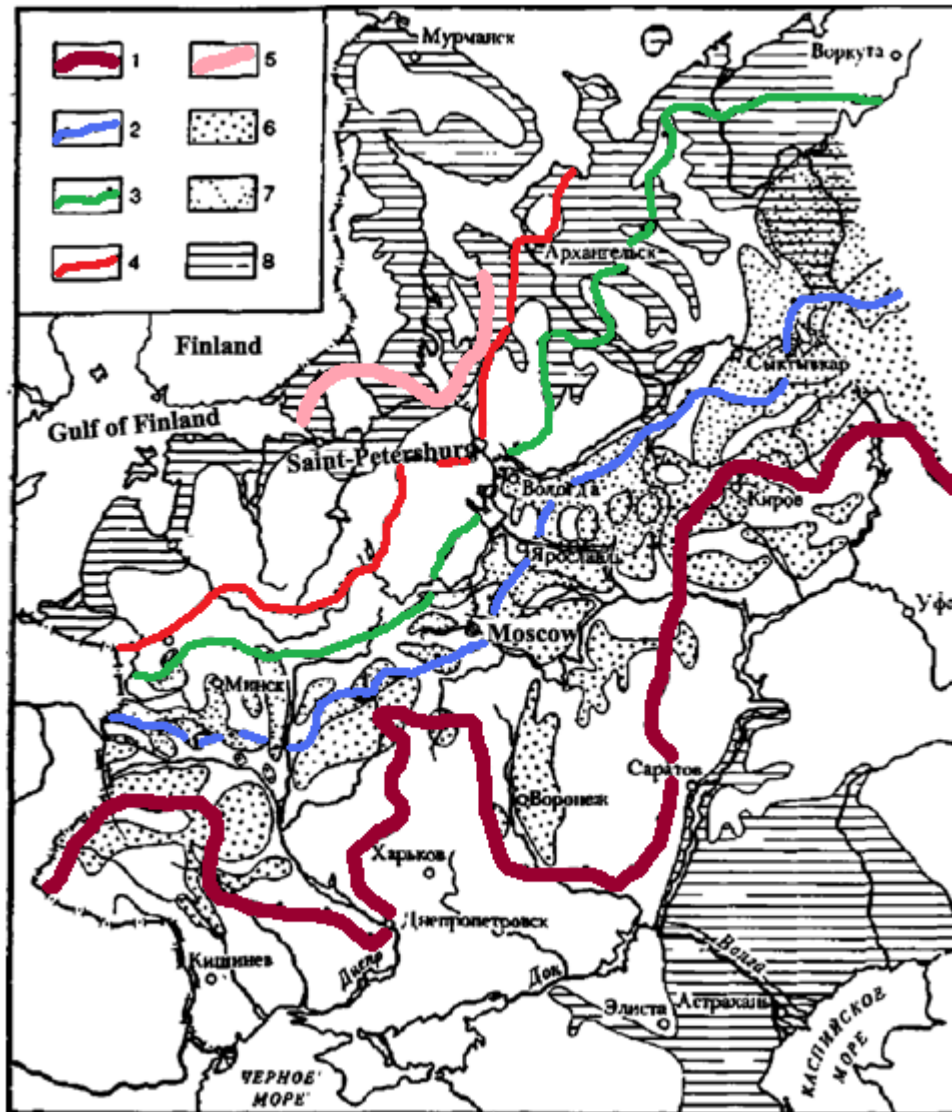 1
5
2
6
3
7
4
8
Мурманск
Воркута
Архангельск
Finland
Сыктывкар
Gulf of Finland
Saint-Petersburg
Вологда
Киров
Ярославль
Уфа
Moscow
Минск
Саратов
Воронеж
Харьков
Днепропетровск
Кишинев
Днепр
Дон
Волга
Элиста
Астрахань
КАСПИЙСКОЕ
МОРЕ
ЧЕРНОЕ
МОРЕ